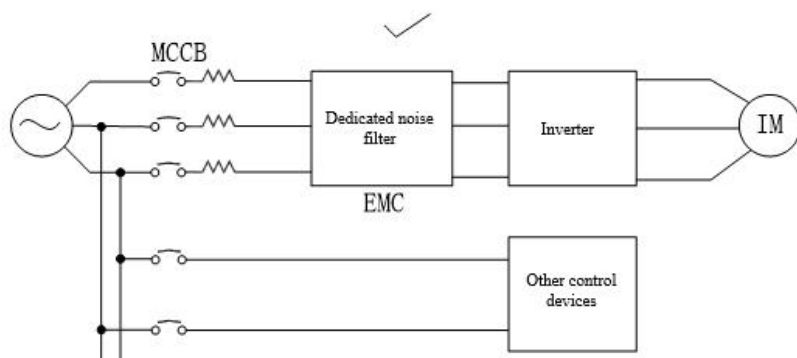 MCCB
Dedicated noise
filter
Inverter
IM
EMC
Other control
devices